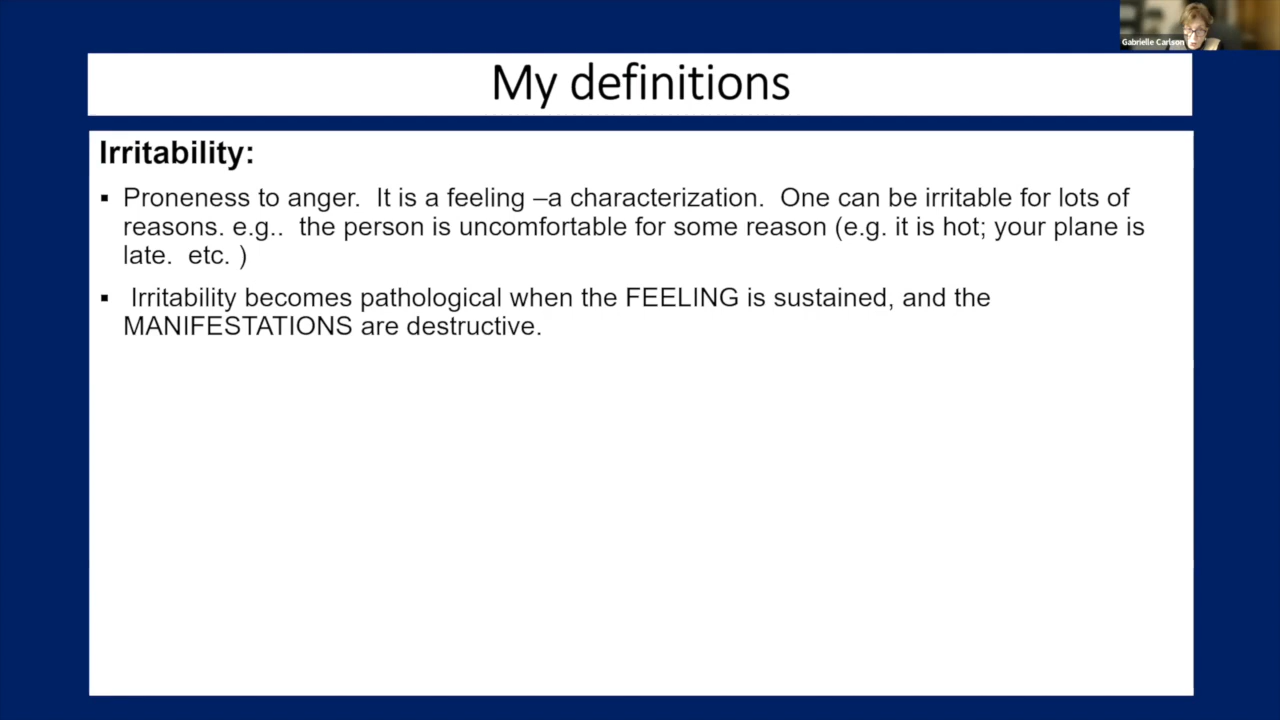 Gabrielle Carlson
My definitions
Irritability:
▪ Proneness to anger.  It is a feeling –a characterization.  One can be irritable for lots of
reasons. e.g..  the person is uncomfortable for some reason (e.g. it is hot; your plane is
late.  etc. )
▪ Irritability becomes pathological when the FEELING is sustained, and the
MANIFESTATIONS are destructive.